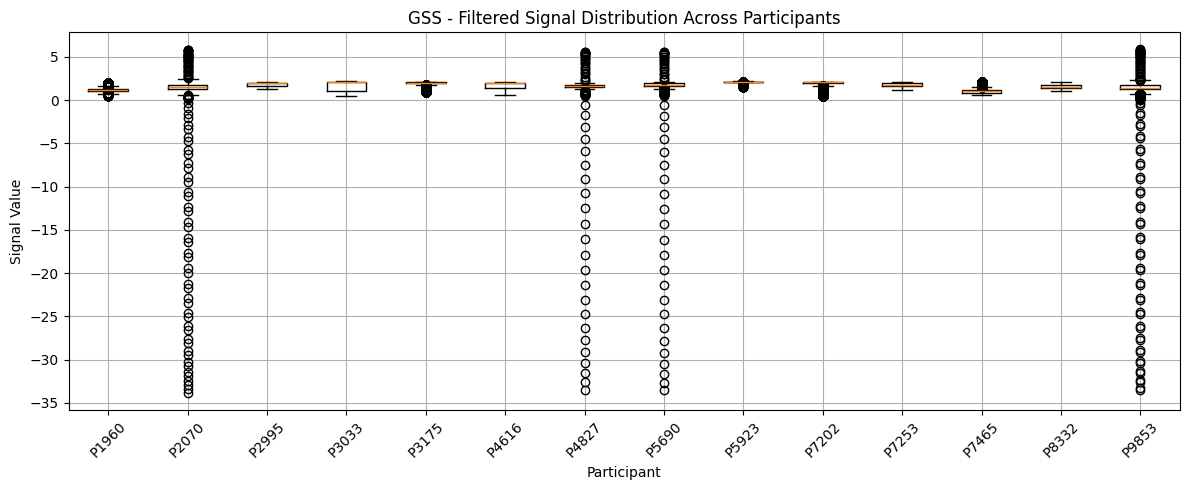 GSS - Filtered Signal Distribution Across Participants
Signal Value
5
0
−5
−10
−15
−20
−25
−30
−35
P1960
P2070
P2995
P3033
P3175
P4616
P4827
P5690
P5923
P7202
P7253
P7465
P8332
P9853
Participant